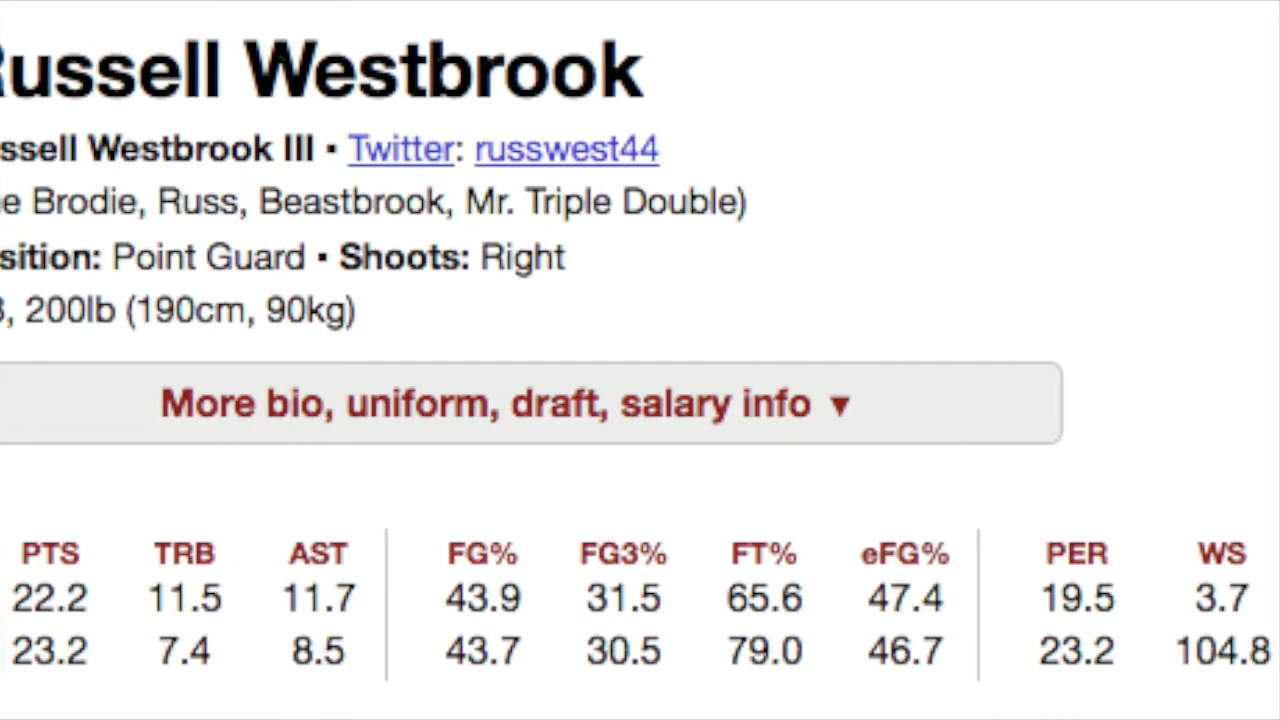 ussell Westbrook
ssell Westbrook III ▪ Twitter: russwest44
e Brodie, Russ, Beastbrook, Mr. Triple Double)
sition: Point Guard ▪ Shoots: Right
3, 200lb (190cm, 90kg)
More bio, uniform, draft, salary info ▼
PTS TRB AST FG% FG3% FT% eFG% PER WS
22.2 11.5 11.7 43.9 31.5 65.6 47.4 19.5 3.7
23.2 7.4 8.5 43.7 30.5 79.0 46.7 23.2 104.8